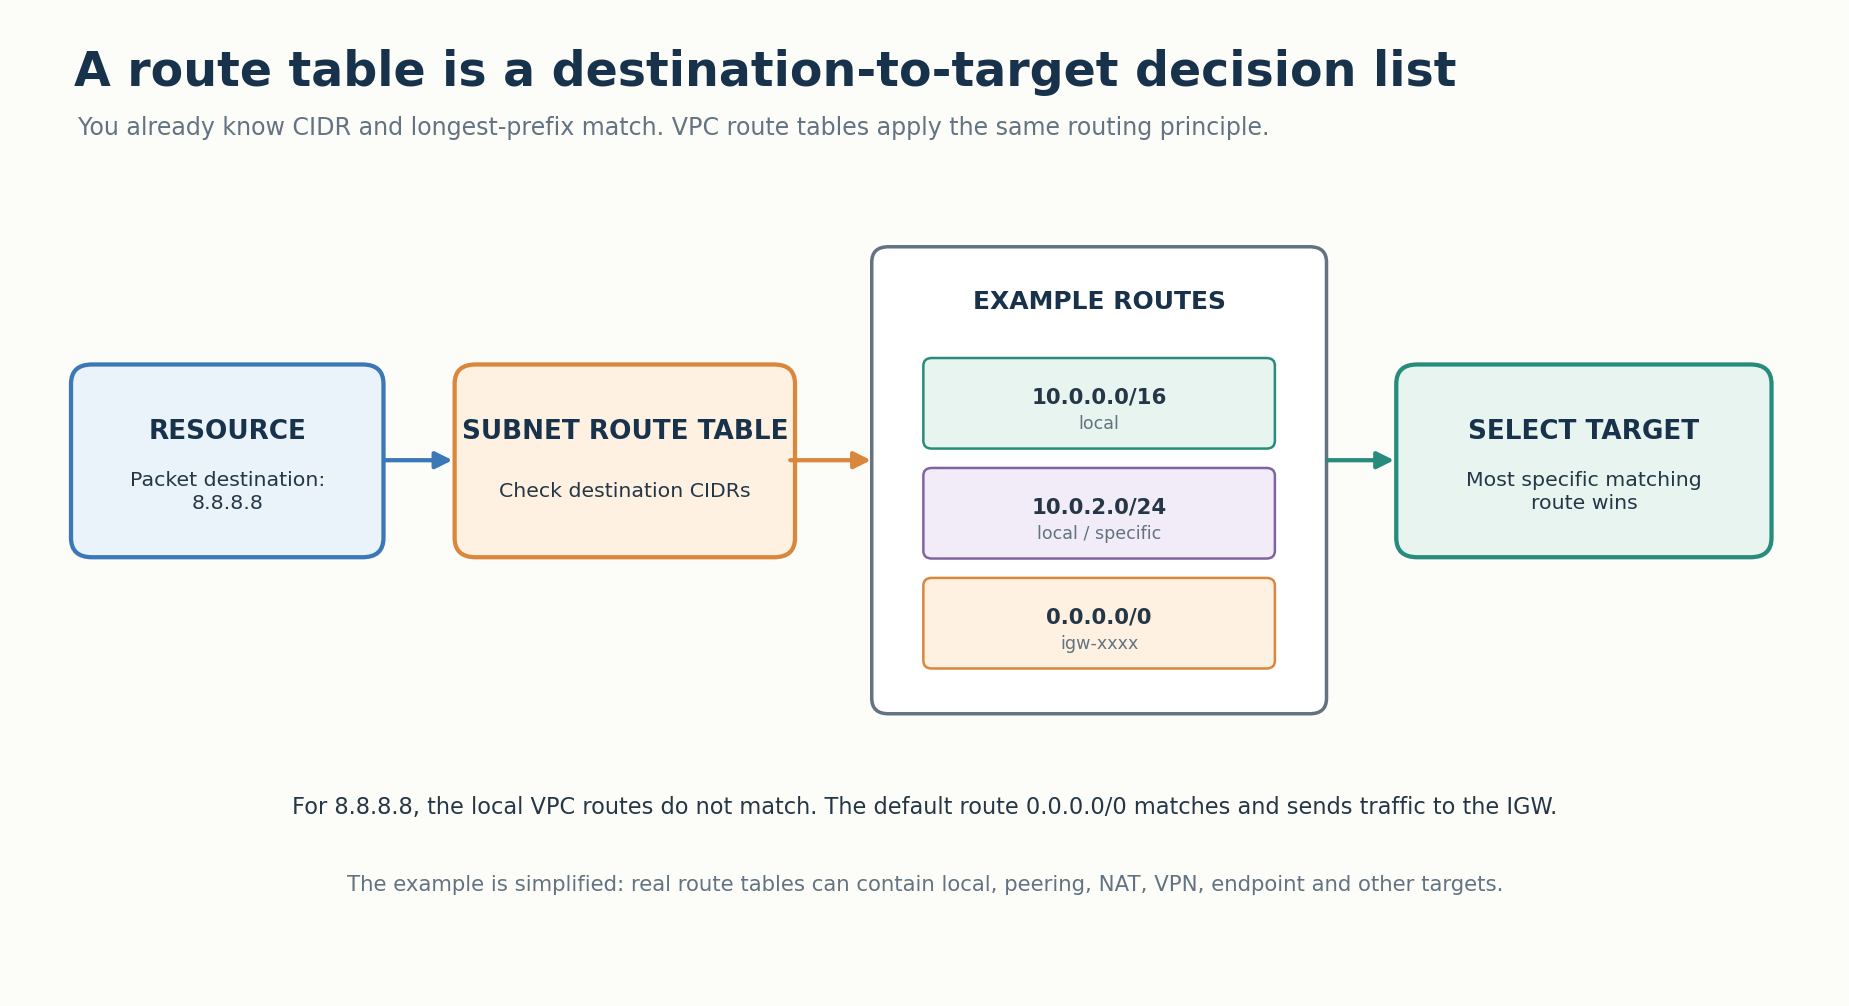 A route table is a destination-to-target decision list
You already know CIDR and longest-prefix match. VPC route tables apply the same routing principle.
RESOURCE
Packet destination:
8.8.8.8
SUBNET ROUTE TABLE
Check destination CIDRs
EXAMPLE ROUTES
10.0.0.0/16
local
10.0.2.0/24
local / specific
0.0.0.0/0
igw-xxxx
SELECT TARGET
Most specific matching
route wins
For 8.8.8.8, the local VPC routes do not match. The default route 0.0.0.0/0 matches and sends traffic to the IGW.
The example is simplified: real route tables can contain local, peering, NAT, VPN, endpoint and other targets.